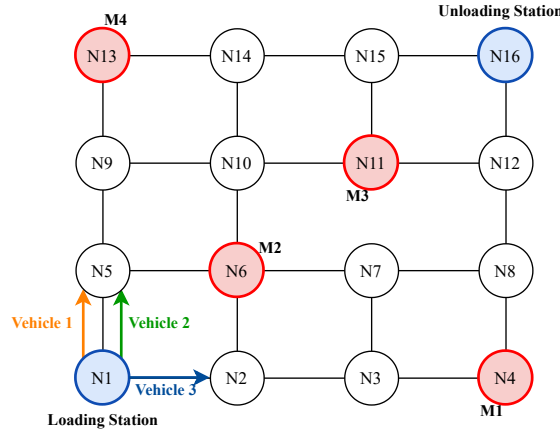 M4
Unloading Station
N13
N14
N15
N16
N9
N10
N11
N12
M3
M2
N5
N6
N7
N8
Vehicle 1
Vehicle 2
N1
Vehicle 3
N2
N3
N4
M1
Loading Station